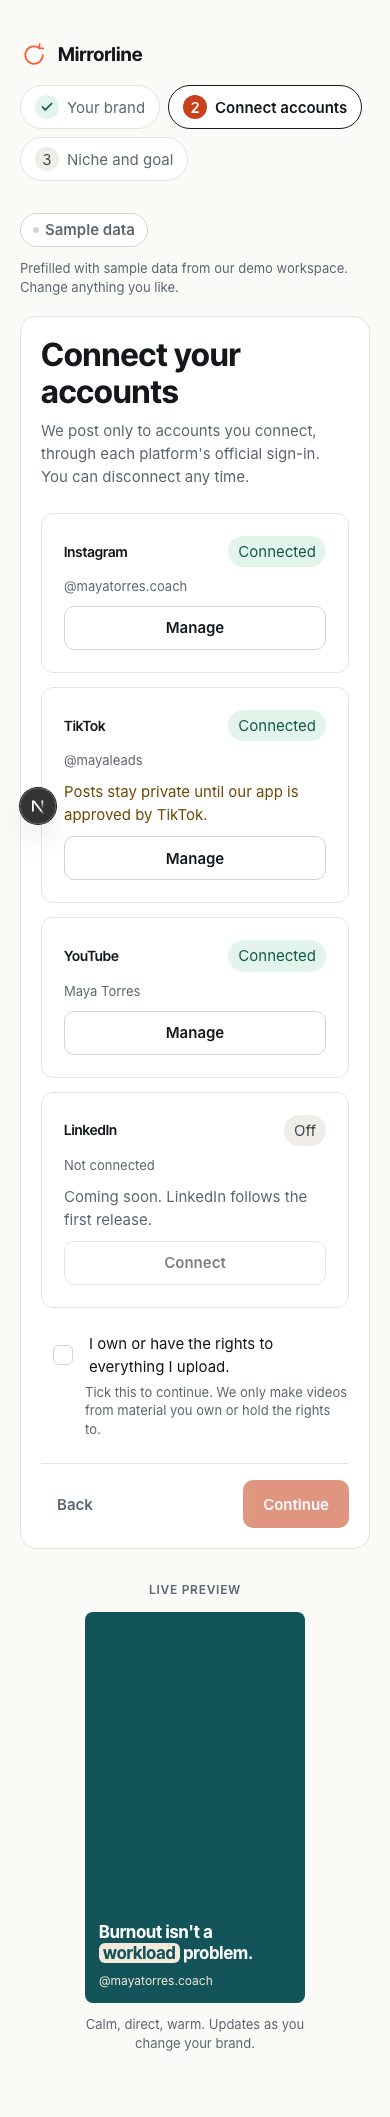 Mirrorline
Your brand
2 Connect accounts
3 Niche and goal
Sample data
Prefilled with sample data from our demo workspace.
Change anything you like.
Connect your
accounts
We post only to accounts you connect,
through each platform's official sign-in.
You can disconnect any time.
Instagram Connected
@mayatorres.coach
Manage
TikTok Connected
@mayaleads
Posts stay private until our app is
approved by TikTok.
N
Manage
YouTube Connected
Maya Torres
Manage
LinkedIn Off
Not connected
Coming soon. LinkedIn follows the
first release.
Connect
I own or have the rights to
everything I upload.
Tick this to continue. We only make videos
from material you own or hold the rights
to.
Back Continue
LIVE PREVIEW
Burnout isn't a
workload problem.
@mayatorres.coach
Calm, direct, warm. Updates as you
change your brand.